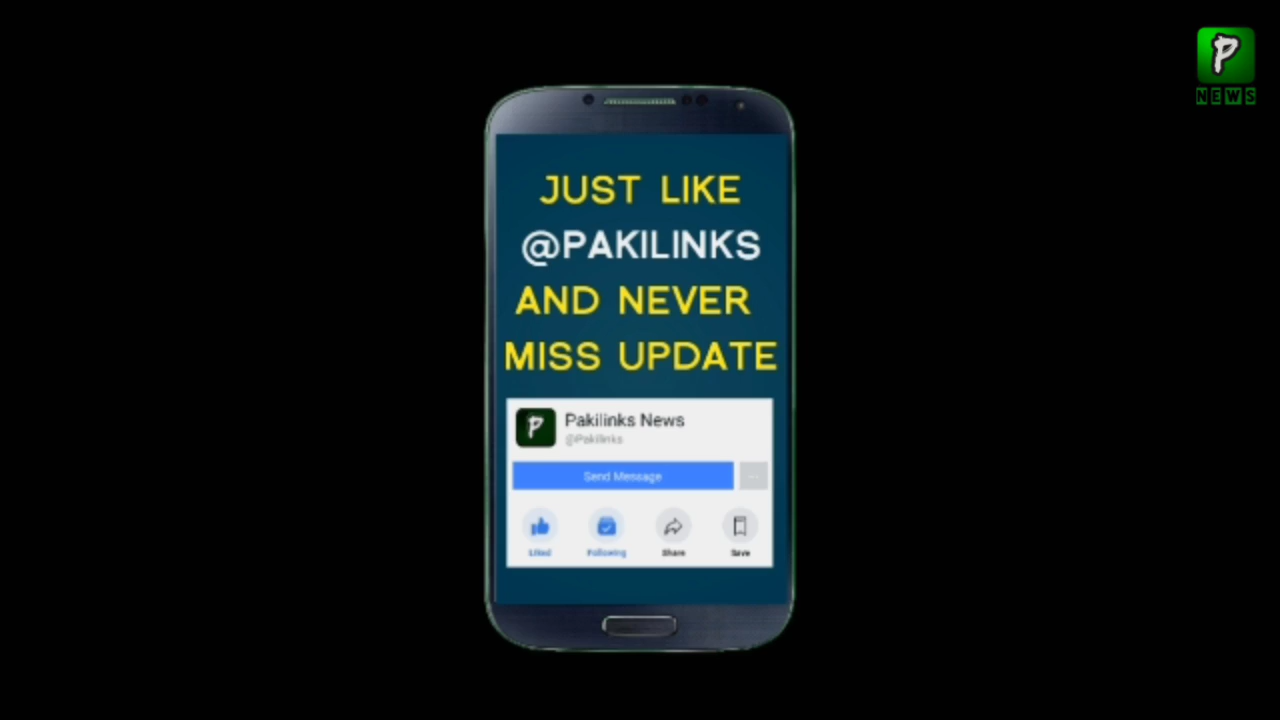 P
NEWS
JUST LIKE
@PAKILINKS
AND NEVER
MISS UPDATE
P
Pakilinks News
@Pakilinks
Send Message
...
Liked
Following
Share
Save